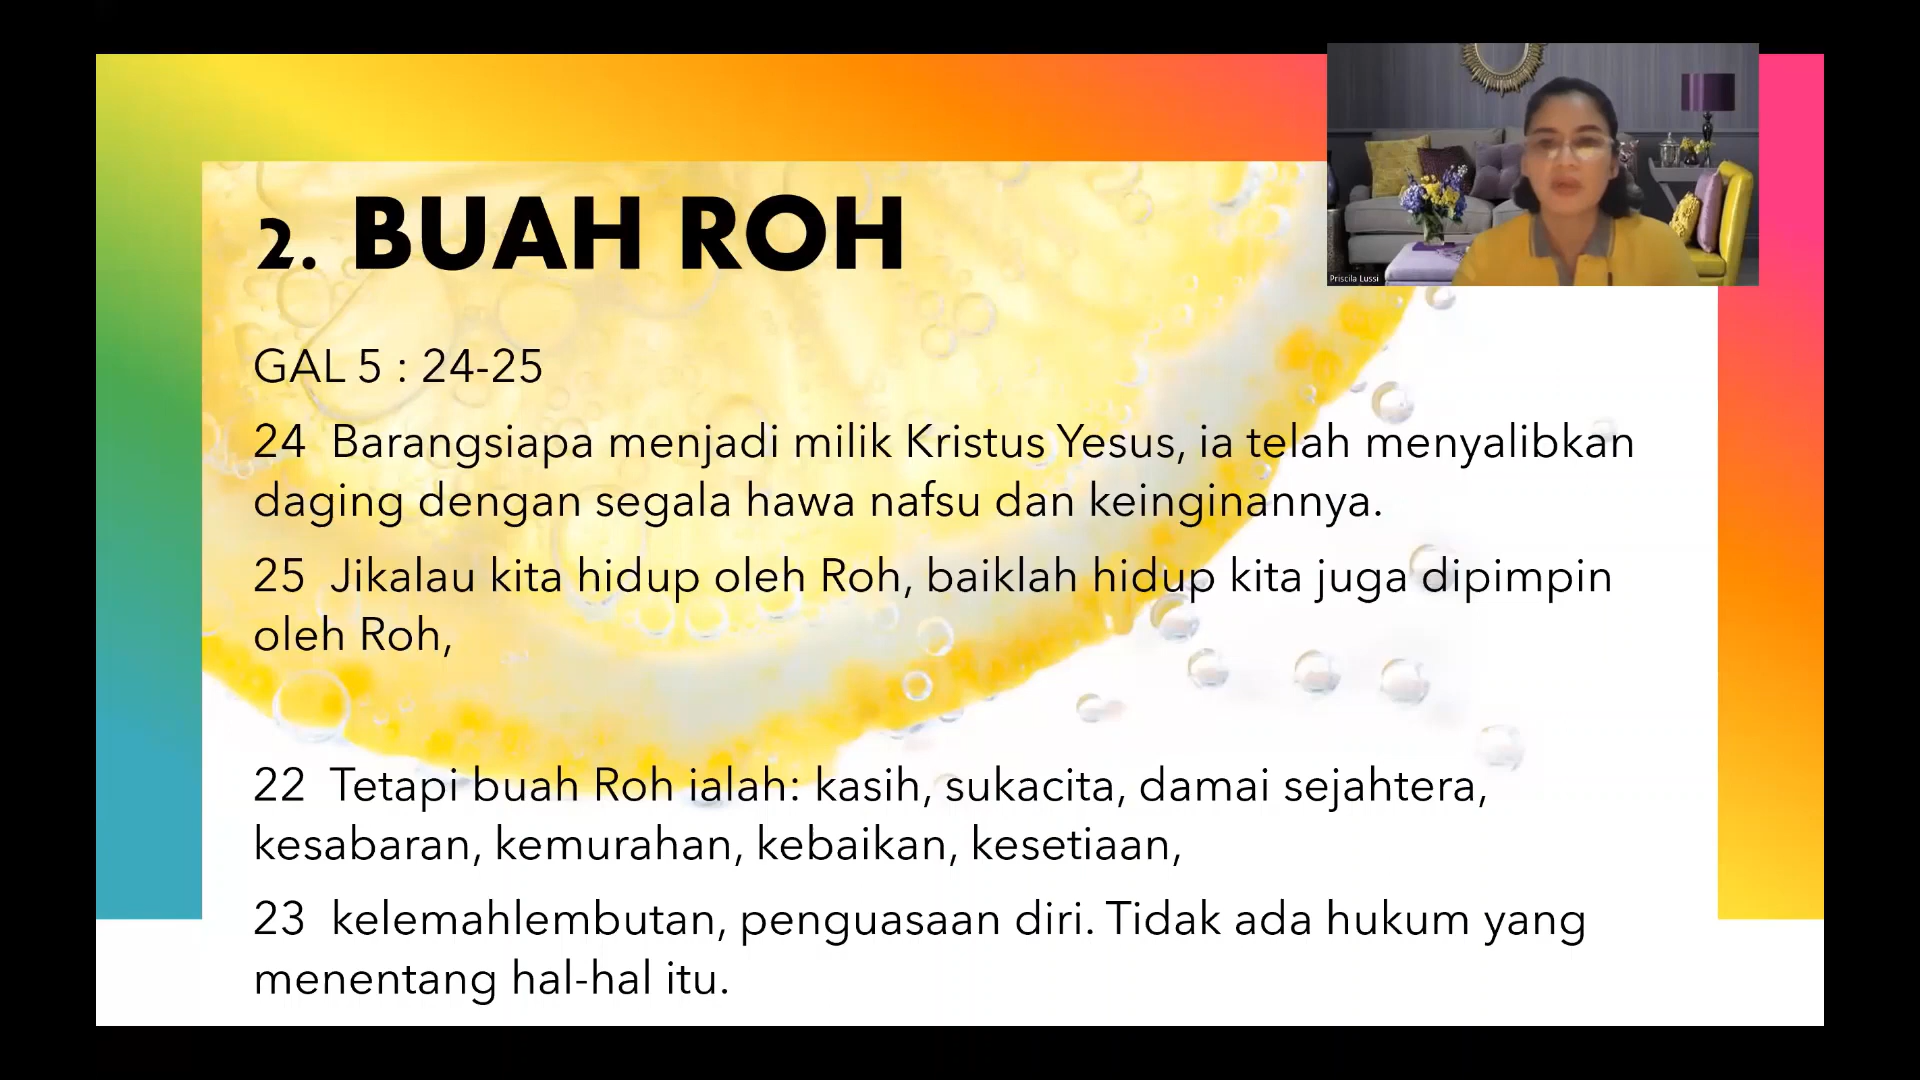 2. BUAH ROH
Priscila Lussi
GAL 5 : 24-25
24 Barangsiapa menjadi milik Kristus Yesus, ia telah menyalibkan
daging dengan segala hawa nafsu dan keinginannya.
25 Jikalau kita hidup oleh Roh, baiklah hidup kita juga dipimpin
oleh Roh,
22 Tetapi buah Roh ialah: kasih, sukacita, damai sejahtera,
kesabaran, kemurahan, kebaikan, kesetiaan,
23 kelemahlembutan, penguasaan diri. Tidak ada hukum yang
menentang hal-hal itu.